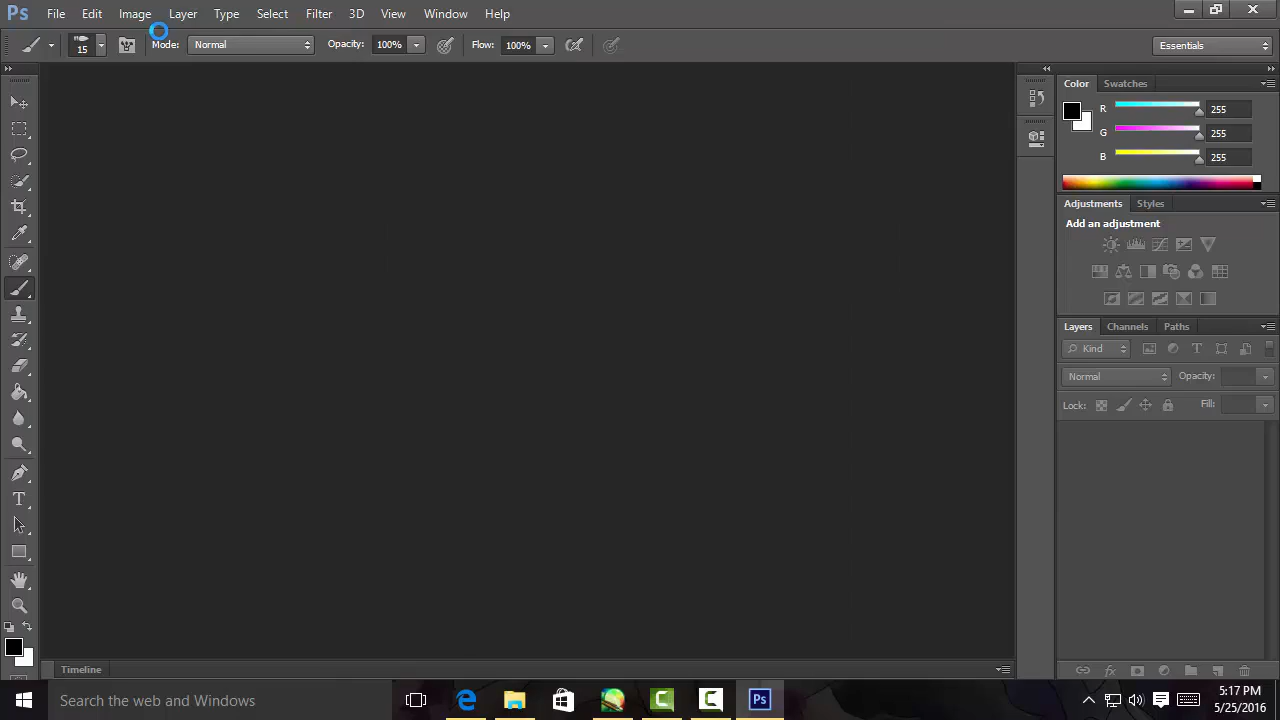 Ps File Edit Image Layer Type Select Filter 3D View Window Help
15 Mode: Normal Opacity: 100% Flow: 100% Essentials
Color Swatches
R 255
G 255
B 255
Adjustments Styles
Add an adjustment
Layers Channels Paths
Kind T
Normal Opacity:
Lock: Fill:
T
fx
Timeline
Search the web and Windows
e
C
C
Ps
5:17 PM
5/25/2016